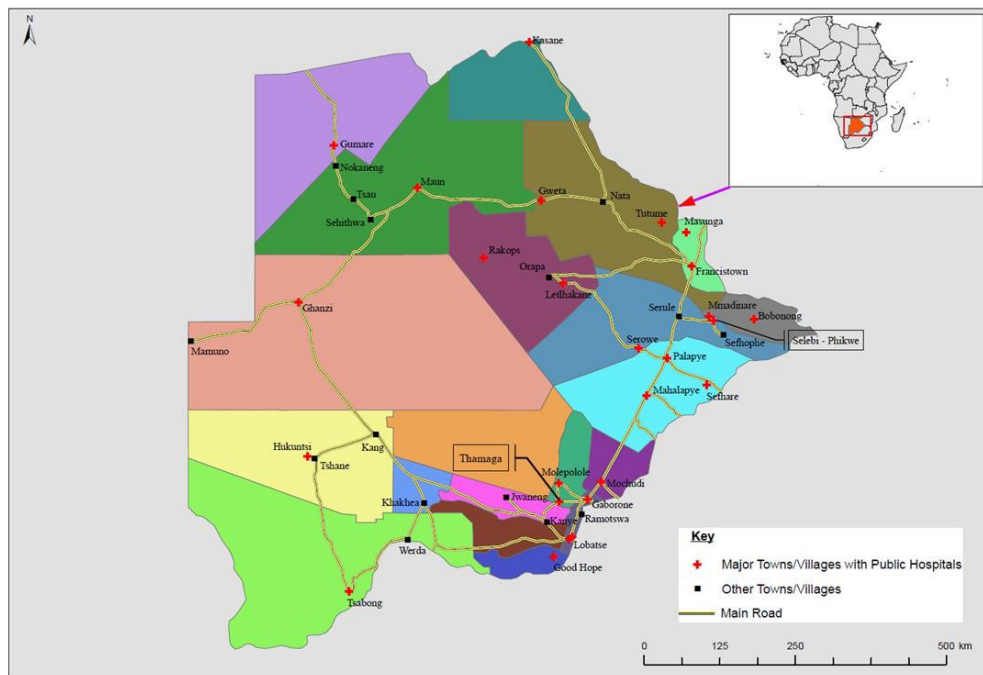 N
Kasane
Gumare
Nokaneng
Tsau
Maun
Sehithwa
Gweta
Nata
Tutume
Masunga
Rakops
Orapa
Letlhakane
Francistown
Ghanzi
Mamuno
Serule
Mmadinare
Bobonong
Sefhophe
Selebi - Phikwe
Serowe
Palapye
Mahalapye
Sefhare
Kang
Hukuntsi
Tshane
Thamaga
Molepolole
Mochudi
Jwaneng
Khakhea
Gaborone
Kanye
Ramotswa
Werda
Lobatse
Good Hope
Tsabong
Key
Major Towns/Villages with Public Hospitals
Other Towns/Villages
Main Road
0 125 250 500 km